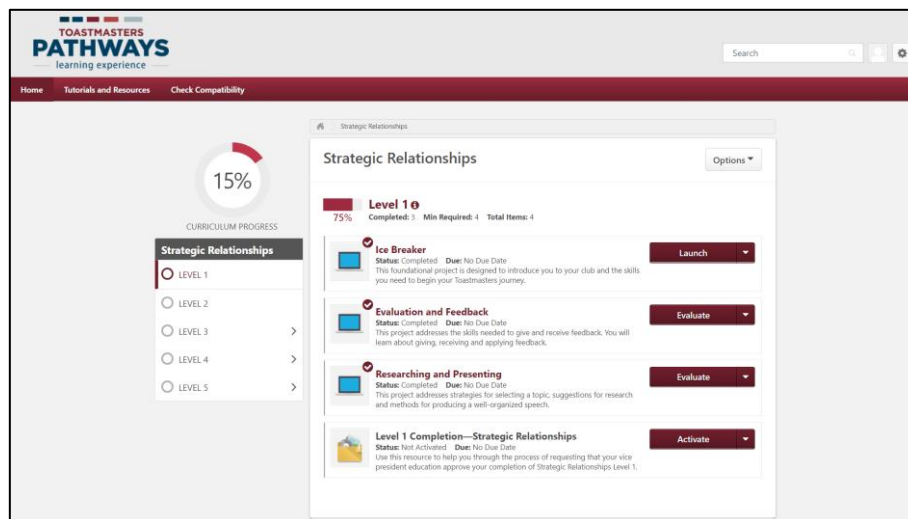 TOASTMASTERS
PATHWAYS
learning experience
Search
Home Tutorials and Resources Check Compatibility
Strategic Relationships
15%
CURRICULUM PROGRESS
Strategic Relationships
LEVEL 1
LEVEL 2
LEVEL 3
LEVEL 4
LEVEL 5
Strategic Relationships
Options
75%
Level 1
Completed: 3 Min Required: 4 Total Items: 4
Ice Breaker
Status: Completed Due: No Due Date
This foundational project is designed to introduce you to your club and the skills
you need to begin your Toastmasters journey.
Launch
Evaluation and Feedback
Status: Completed Due: No Due Date
This project addresses the skills needed to give and receive feedback. You will
learn about giving, receiving and applying feedback.
Evaluate
Researching and Presenting
Status: Completed Due: No Due Date
This project addresses strategies for selecting a topic, suggestions for research
and methods for producing a well-organized speech.
Evaluate
Level 1 Completion—Strategic Relationships
Status: Not Activated Due: No Due Date
Use this resource to help you through the process of requesting that your vice
president education approve your completion of Strategic Relationships Level 1.
Activate